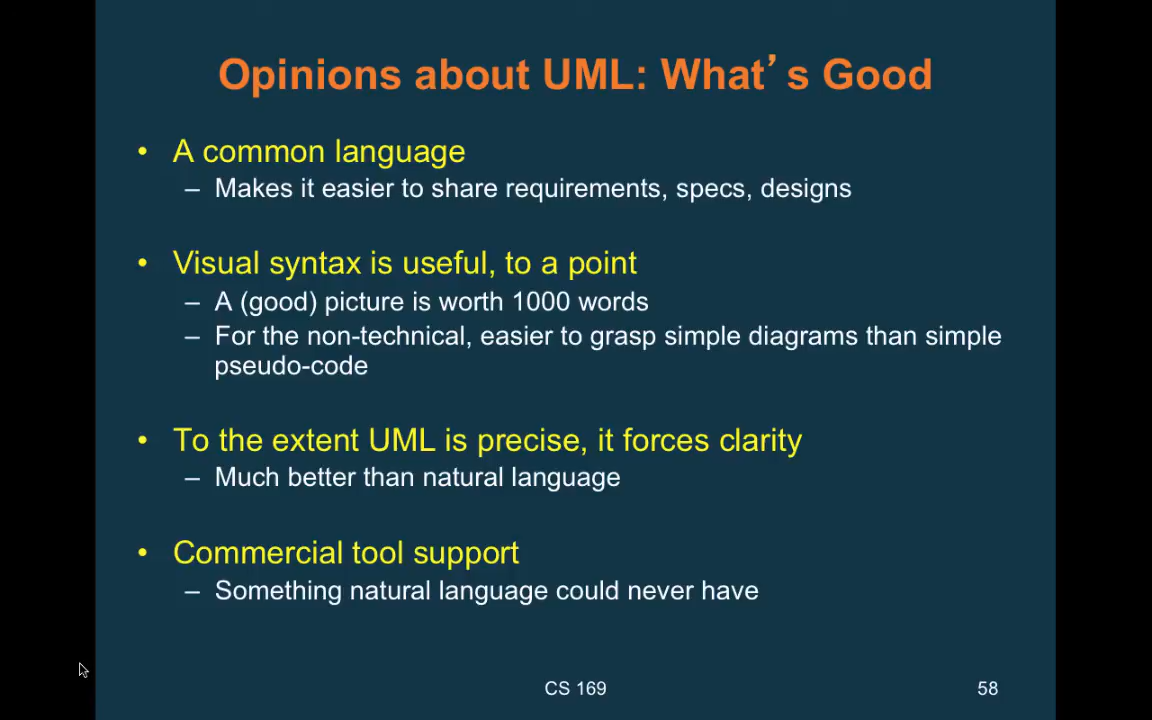 Opinions about UML: What’s Good
• A common language
– Makes it easier to share requirements, specs, designs
• Visual syntax is useful, to a point
– A (good) picture is worth 1000 words
– For the non-technical, easier to grasp simple diagrams than simple
pseudo-code
• To the extent UML is precise, it forces clarity
– Much better than natural language
• Commercial tool support
– Something natural language could never have
CS 169
58